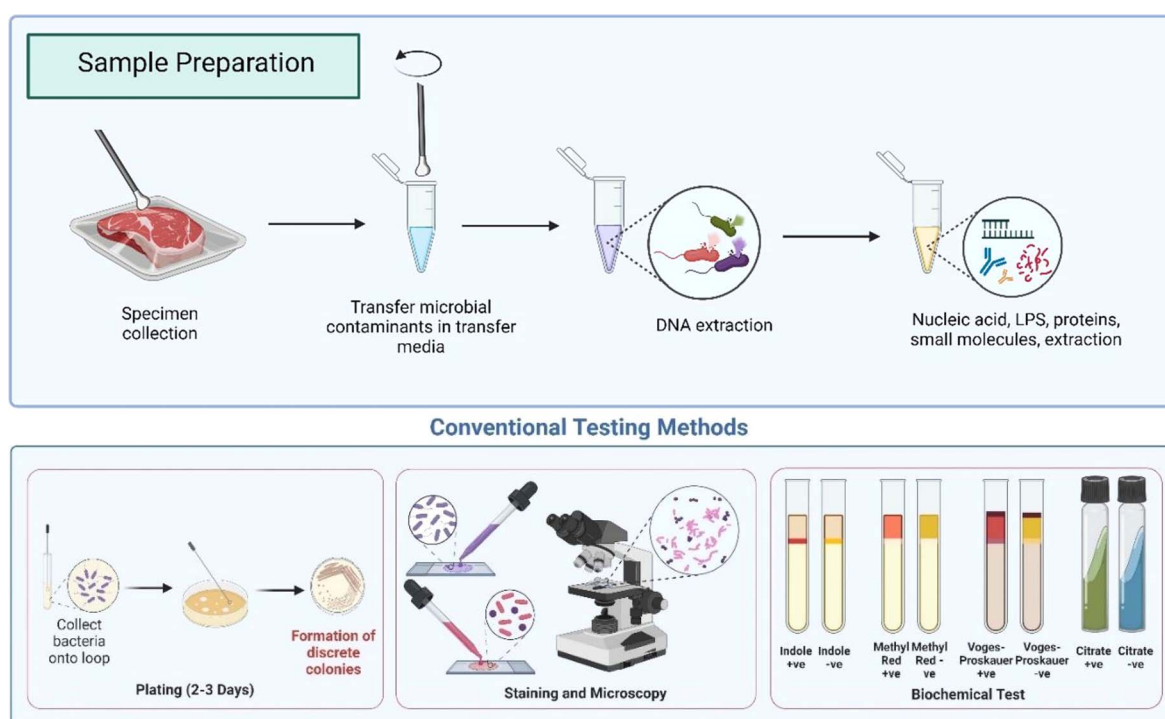 Sample Preparation
Specimen
collection
Transfer microbial
contaminants in transfer
media
DNA extraction
Nucleic acid, LPS, proteins,
small molecules, extraction
Conventional Testing Methods
Collect
bacteria
onto loop
Formation of
discrete
colonies
Plating (2-3 Days)
Staining and Microscopy
Indole
+ve
Indole
-ve
Methyl
Red
+ve
Methyl
Red -
ve
Voges-
Proskauer
+ve
Voges-
Proskauer
-ve
Citrate
+ve
Citrate
-ve
Biochemical Test